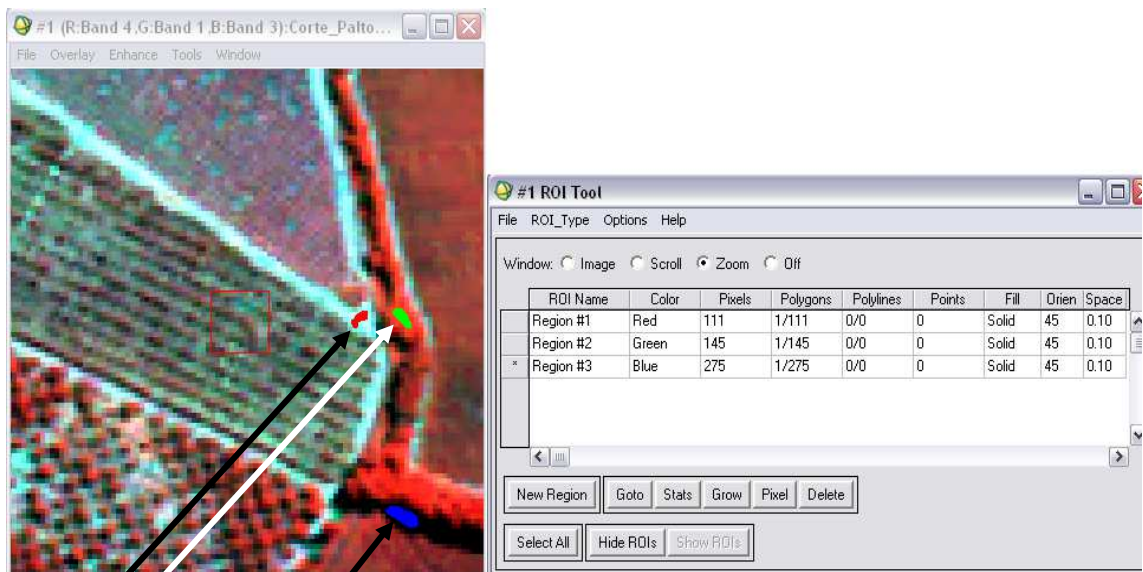 #1 (R:Band 4,G:Band 1,B:Band 3):Corte_Palto...
File Overlay Enhance Tools Window
#1 ROI Tool
File ROI_Type Options Help
Window: Image Scroll Zoom Off
ROI Name Color Pixels Polygons Polylines Points Fill Orien Space
Region #1 Red 111 1/111 0/0 0 Solid 45 0.10
Region #2 Green 145 1/145 0/0 0 Solid 45 0.10
* Region #3 Blue 275 1/275 0/0 0 Solid 45 0.10
New Region Goto Stats Grow Pixel Delete
Select All Hide ROIs Show ROIs